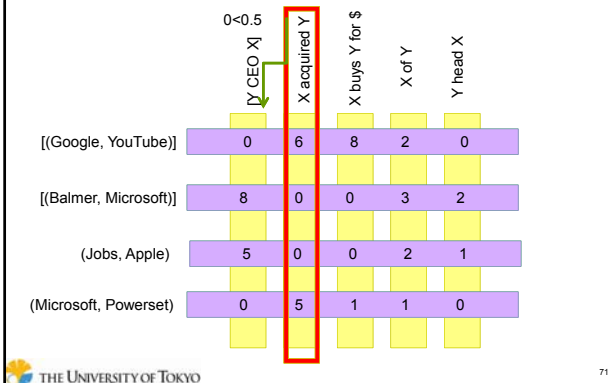 0<0.5
[Y CEO X]
X acquired Y
X buys Y for $
X of Y
Y head X
[(Google, YouTube)] 0 6 8 2 0
[(Balmer, Microsoft)] 8 0 0 3 2
(Jobs, Apple) 5 0 0 2 1
(Microsoft, Powerset) 0 5 1 1 0
THE UNIVERSITY OF TOKYO
71